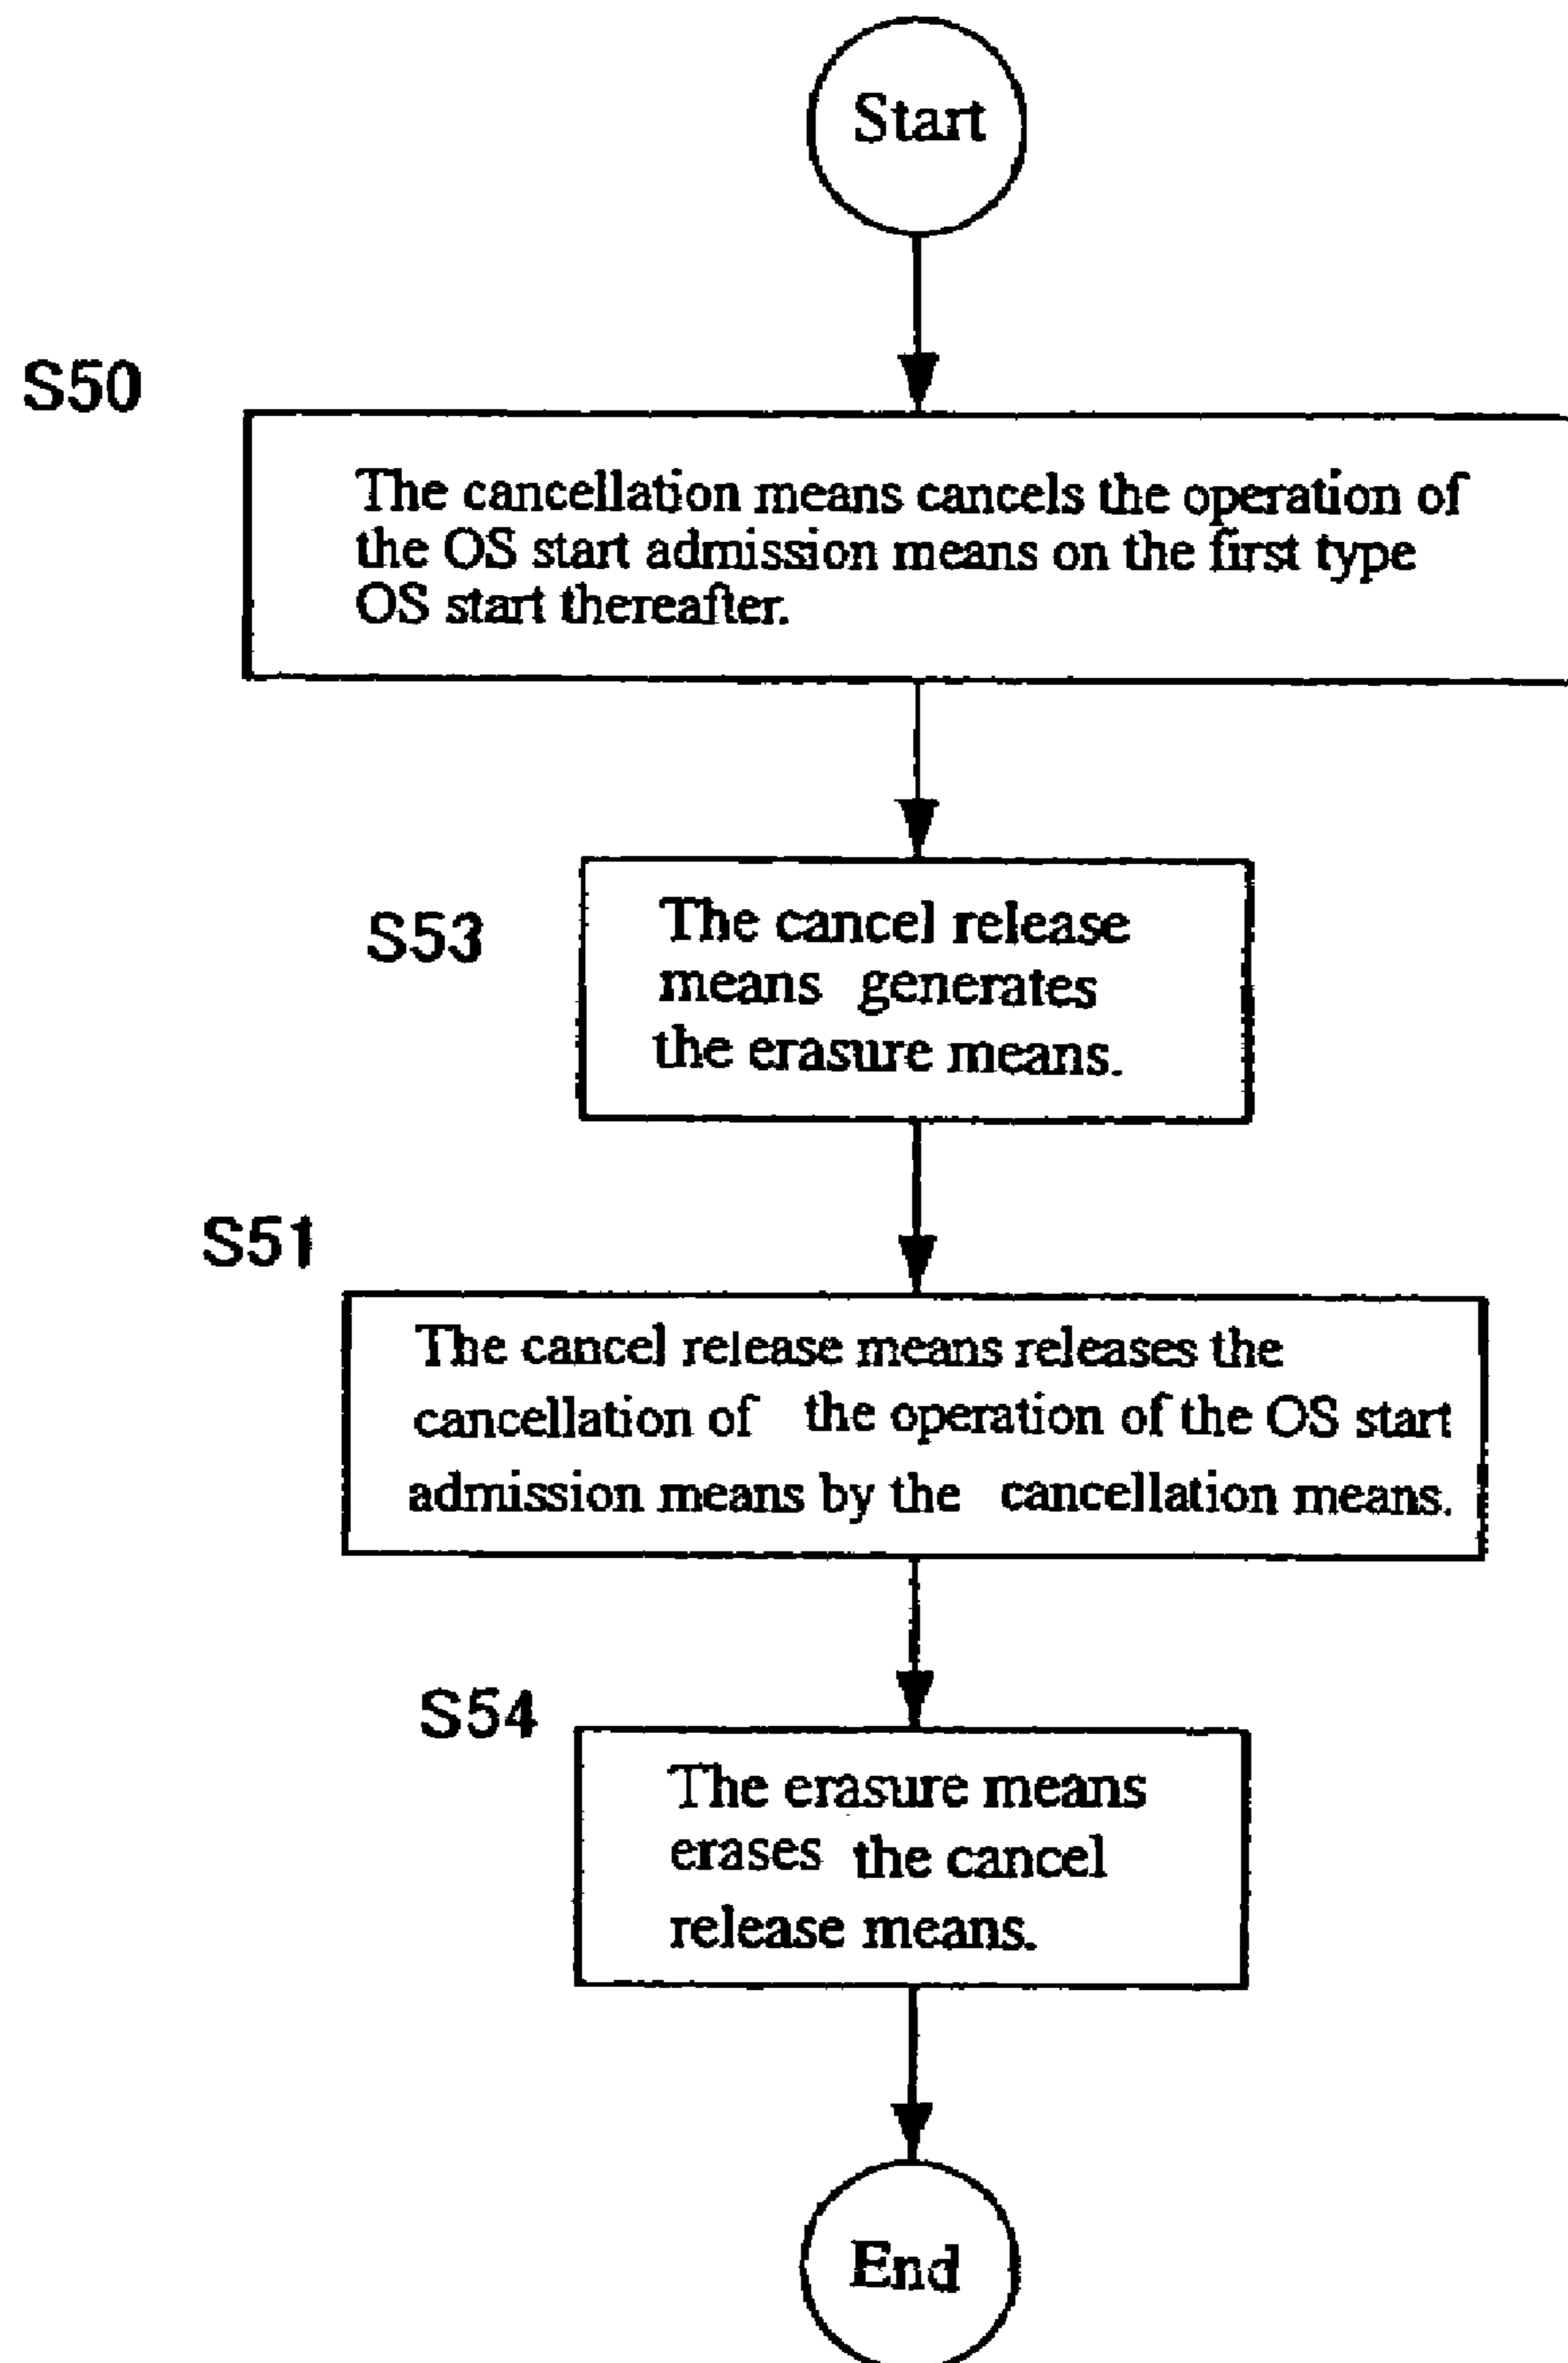 Start
S50
The cancellation means cancels the operation of
the OS start admission means on the first type
OS start thereafter.
S53
The cancel release
means generates
the erasure means.
S51
The cancel release means releases the
cancellation of the operation of the OS start
admission means by the cancellation means.
S54
The erasure means
erases the cancel
release means.
End